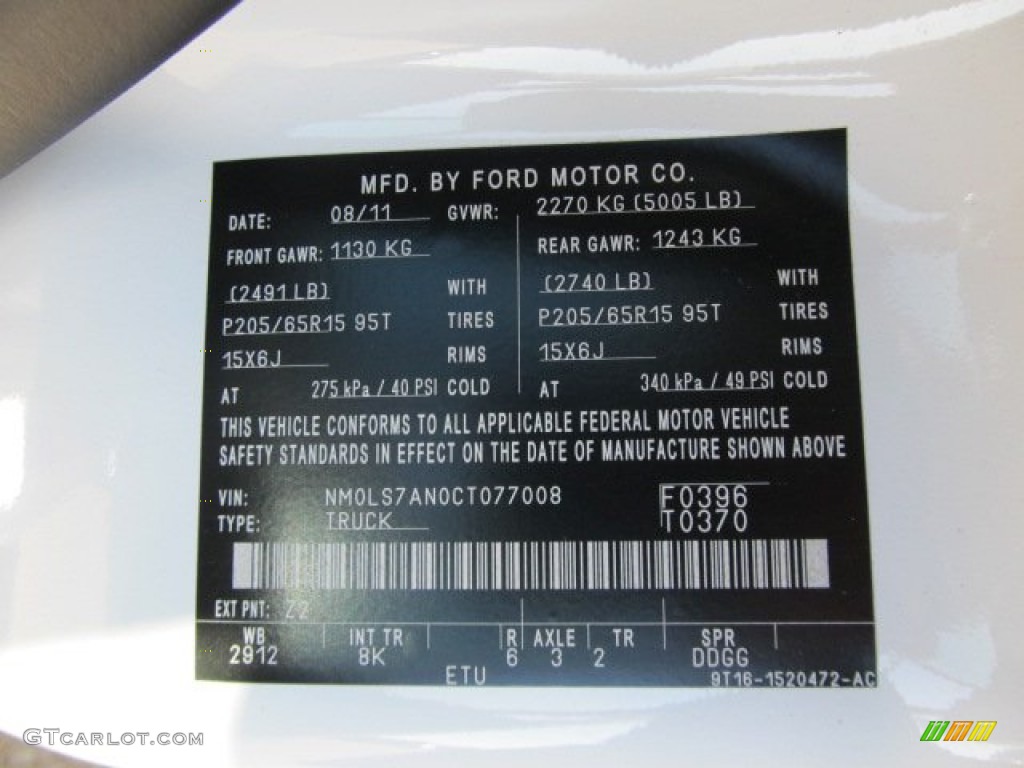 MFD. BY FORD MOTOR CO.
DATE: 08/11 GVWR: 2270 KG (5005 LB)
FRONT GAWR: 1130 KG REAR GAWR: 1243 KG
(2491 LB) WITH (2740 LB) WITH
P205/65R15 95T TIRES P205/65R15 95T TIRES
15X6J RIMS 15X6J RIMS
AT 275 kPa / 40 PSI COLD AT 340 kPa / 49 PSI COLD
THIS VEHICLE CONFORMS TO ALL APPLICABLE FEDERAL MOTOR VEHICLE
SAFETY STANDARDS IN EFFECT ON THE DATE OF MANUFACTURE SHOWN ABOVE
VIN: NM0LS7AN0CT077008 F0396
TYPE: TRUCK T0370
EXT PNT: Z2
WB INT TR R AXLE TR SPR
2912 8K 6 3 2 DDGG
ETU 9T16-1520472-AC
GTCARLOT.COM